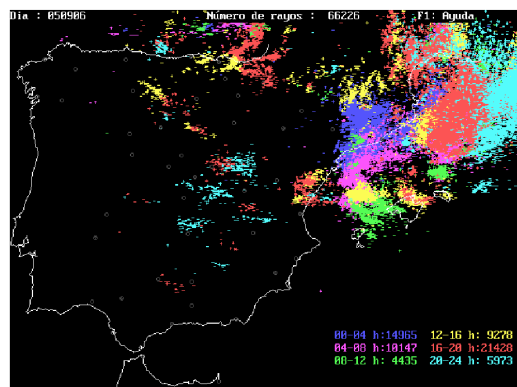 Dia : 050906 Número de rayos : 66226 F1: Ayuda
00-04 h:14965 12-16 h: 9278
04-08 h:10147 16-20 h:21428
08-12 h: 4435 20-24 h: 5973